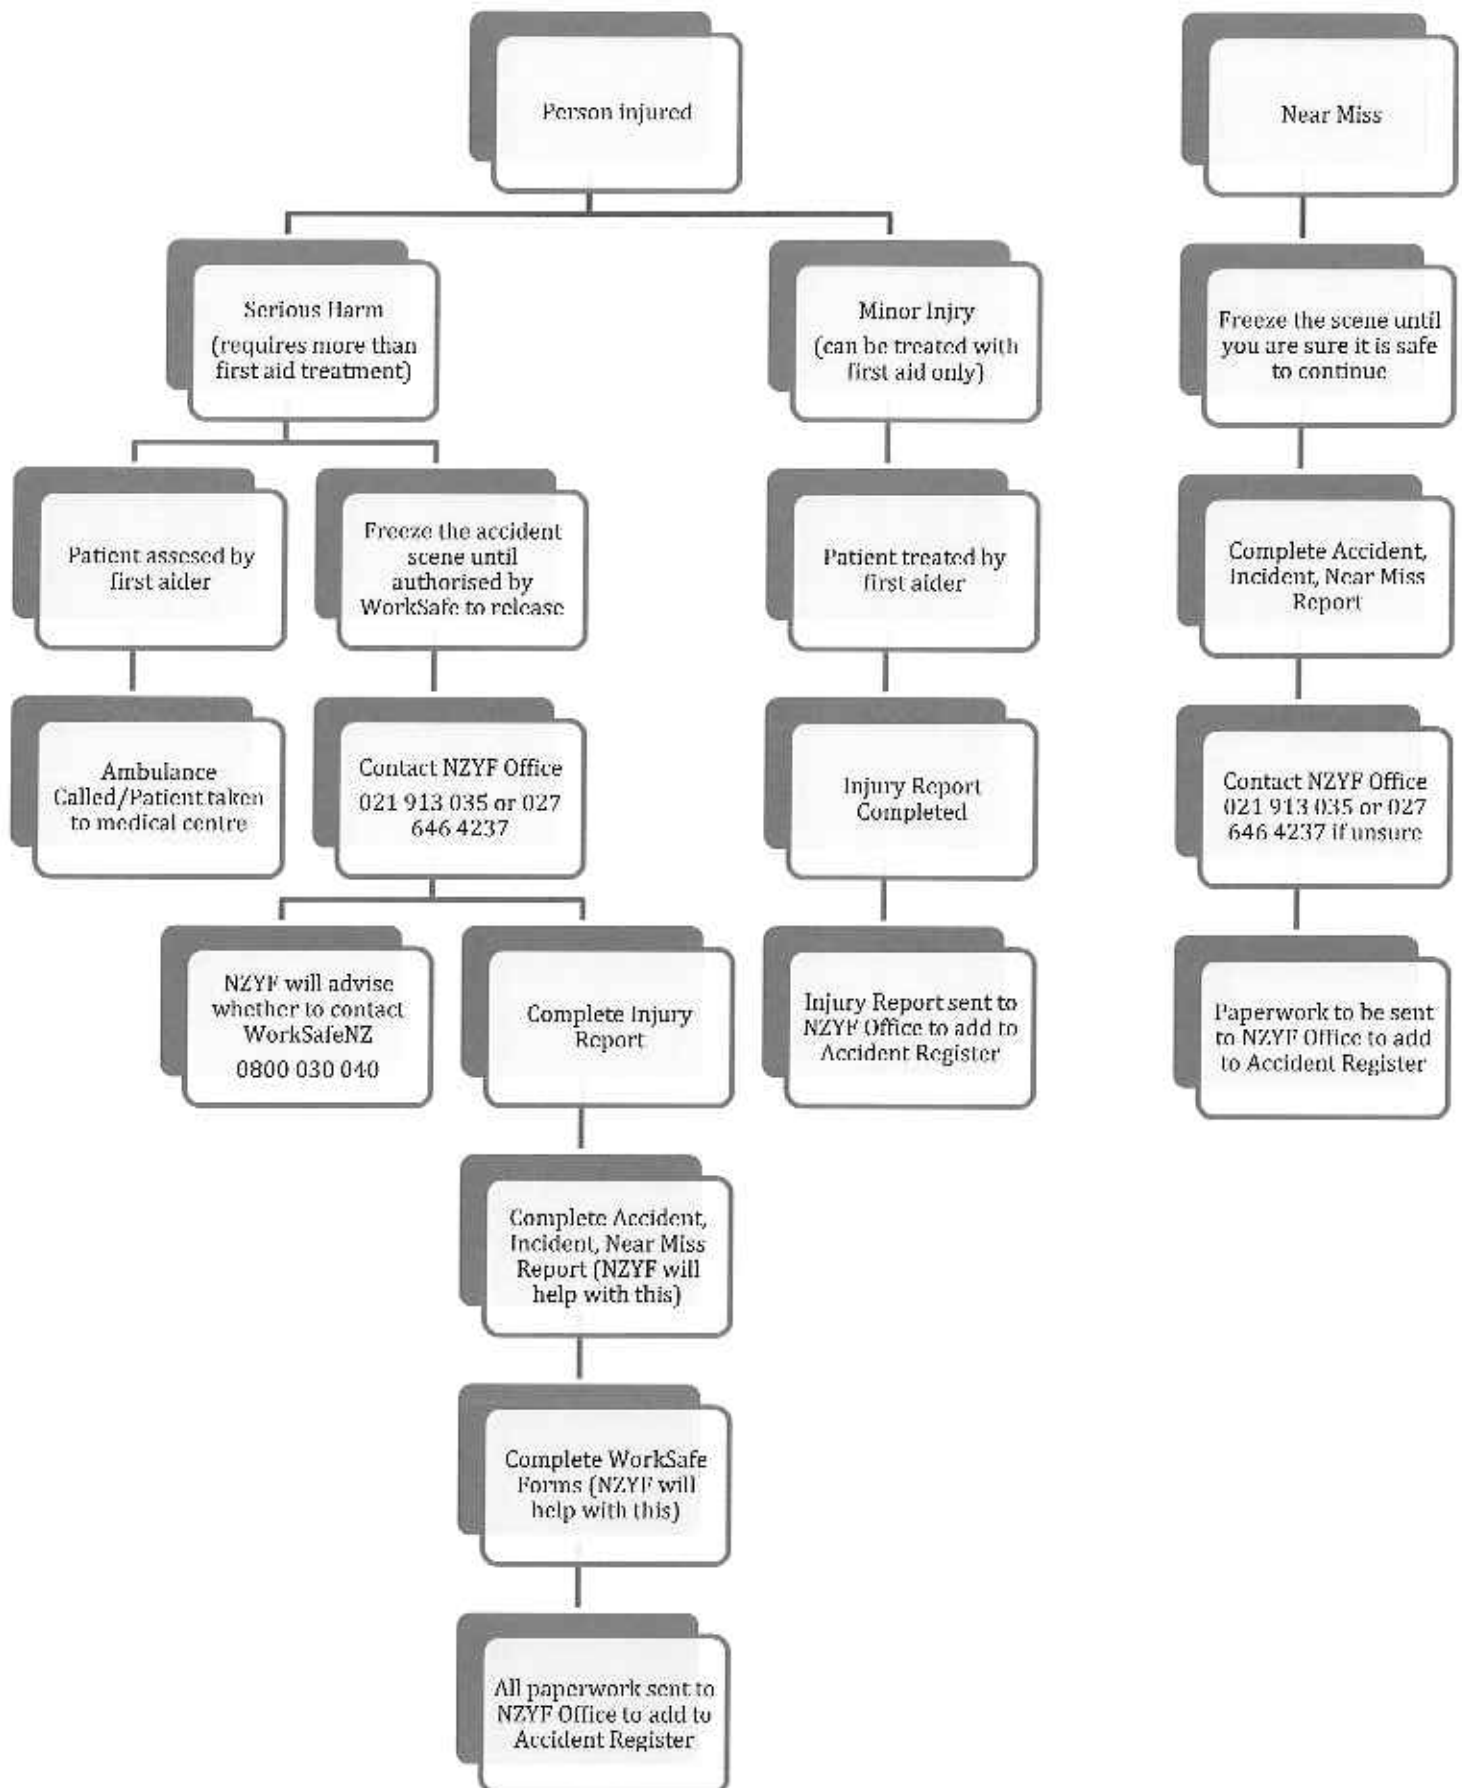 Person injured
Near Miss
Serious Harm
(requires more than
first aid treatment)
Minor Injry
(can be treated with
first aid only)
Freeze the scene until
you are sure it is safe
to continue
Patient assesed by
first aider
Freeze the accident
scene until
authorised by
WorkSafe to release
Patient treated by
first aider
Complete Accident,
Incident, Near Miss
Report
Ambulance
Called/Patient taken
to medical centre
Contact NZYF Office
021 913 035 or 027
646 4237
Injury Report
Completed
Contact NZYF Office
021 913 035 or 027
646 4237 if unsure
NZYF will advise
whether to contact
WorkSafeNZ
0800 030 040
Complete Injury
Report
Injury Report sent to
NZYF Office to add to
Accident Register
Paperwork to be sent
to NZYF Office to add
to Accident Register
Complete Accident,
Incident, Near Miss
Report (NZYF will
help with this)
Complete WorkSafe
Forms (NZYF will
help with this)
All paperwork sent to
NZYF Office to add to
Accident Register